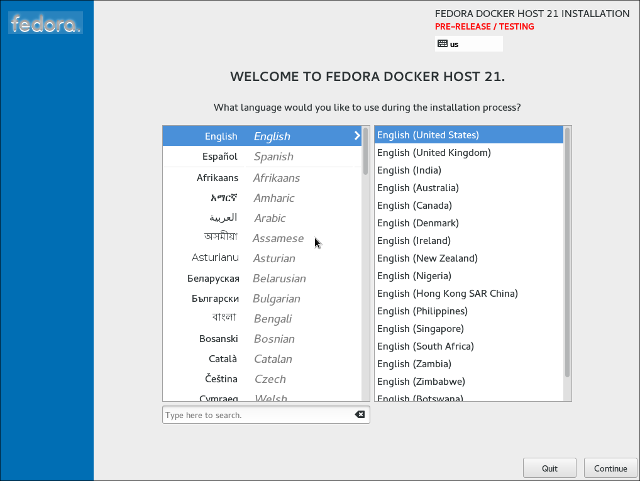 fedora.
FEDORA DOCKER HOST 21 INSTALLATION
PRE-RELEASE / TESTING
us
WELCOME TO FEDORA DOCKER HOST 21.
What language would you like to use during the installation process?
English English
Español Spanish
Afrikaans Afrikaans
አማርኛ Amharic
العربية Arabic
অসমীয়া Assamese
Asturianu Asturian
Беларуская Belarusian
Български Bulgarian
বাংলা Bengali
Bosanski Bosnian
Català Catalan
Čeština Czech
Cymraeg Welsh
English (United States)
English (United Kingdom)
English (India)
English (Australia)
English (Canada)
English (Denmark)
English (Ireland)
English (New Zealand)
English (Nigeria)
English (Hong Kong SAR China)
English (Philippines)
English (Singapore)
English (South Africa)
English (Zambia)
English (Zimbabwe)
English (Botswana)
Type here to search.
Quit
Continue